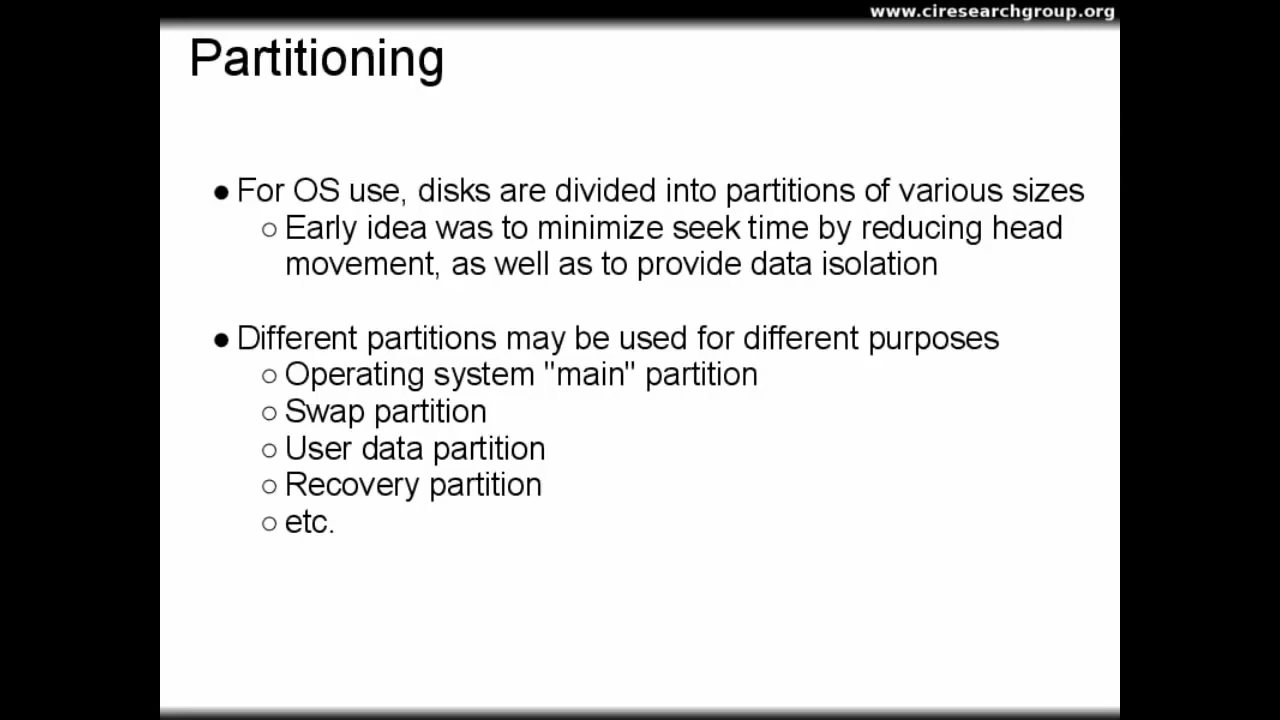 www.ciresearchgroup.org
Partitioning
● For OS use, disks are divided into partitions of various sizes
○ Early idea was to minimize seek time by reducing head
movement, as well as to provide data isolation
● Different partitions may be used for different purposes
○ Operating system "main" partition
○ Swap partition
○ User data partition
○ Recovery partition
○ etc.